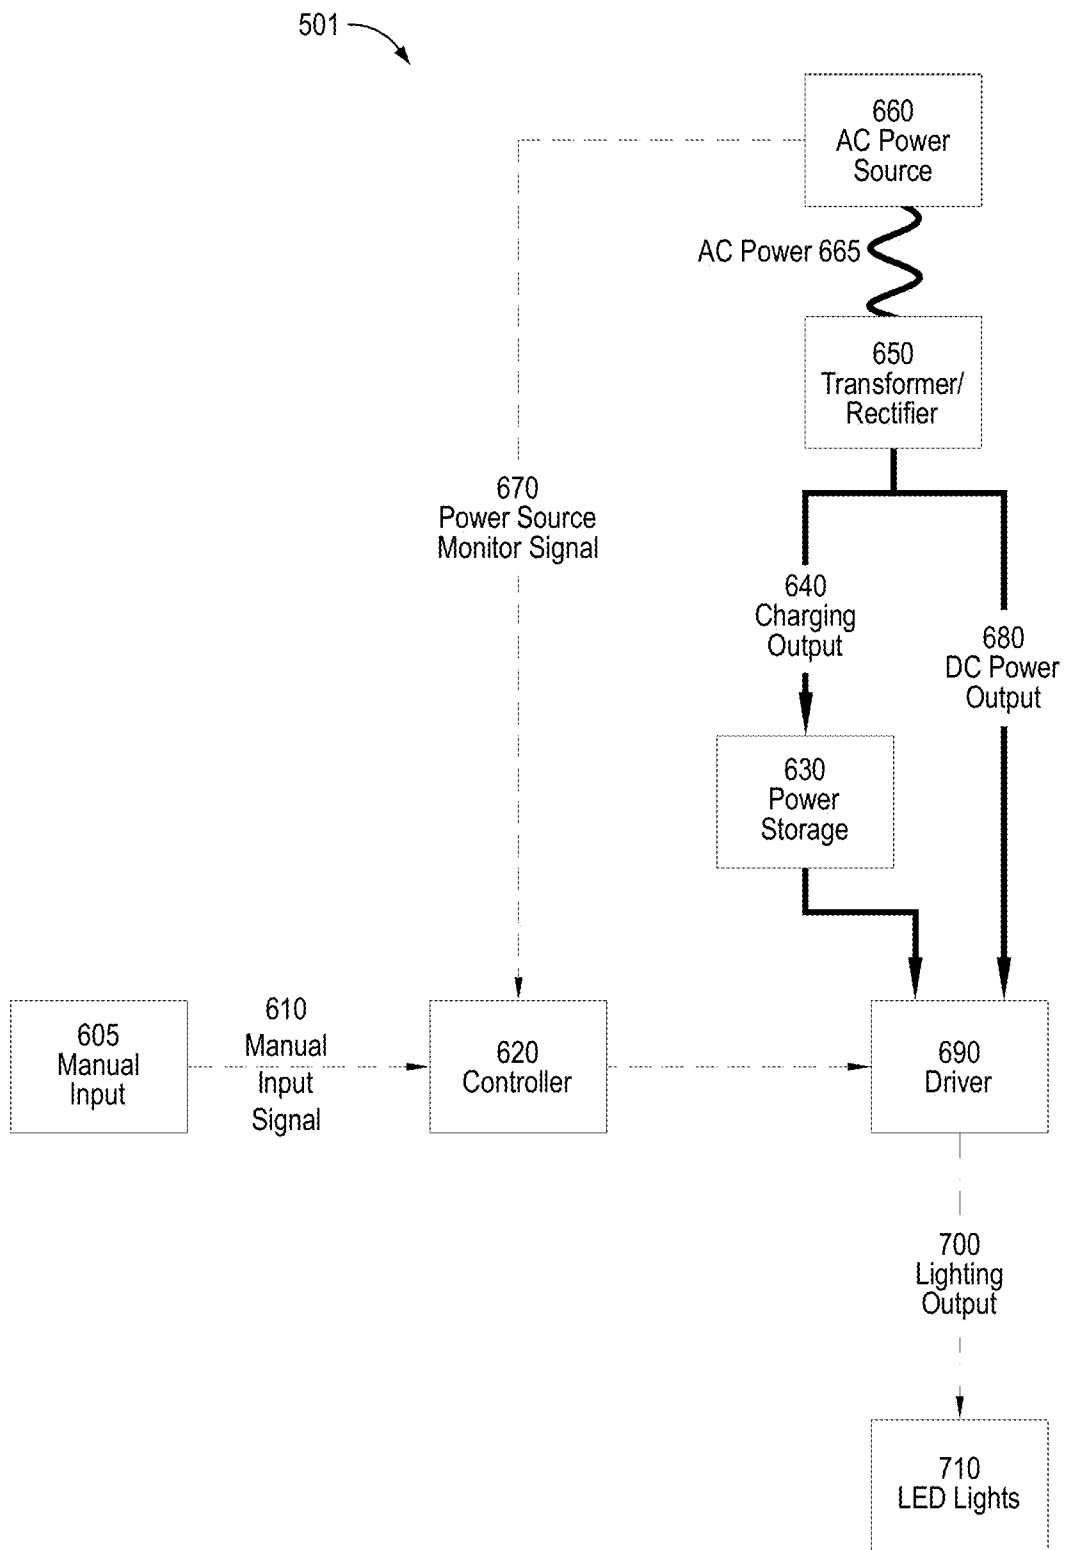 501
660
AC Power
Source
AC Power 665
650
Transformer/
Rectifier
670
Power Source
Monitor Signal
640
Charging
Output
680
DC Power
Output
630
Power
Storage
605
Manual
Input
610
Manual
Input
Signal
620
Controller
690
Driver
700
Lighting
Output
710
LED Lights